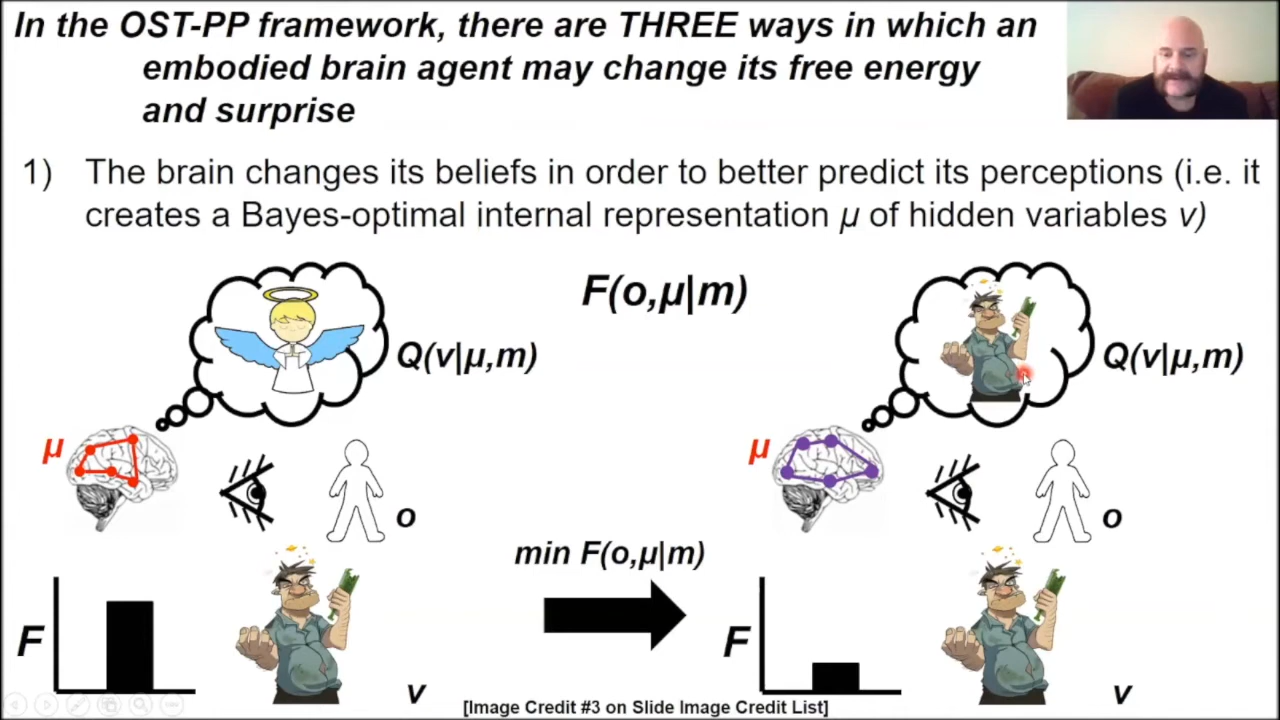 In the OST-PP framework, there are THREE ways in which an
embodied brain agent may change its free energy
and surprise
1) The brain changes its beliefs in order to better predict its perceptions (i.e. it
creates a Bayes-optimal internal representation μ of hidden variables v)
F(o,μ|m)
Q(v|μ,m)
Q(v|μ,m)
μ
μ
o
o
min F(o,μ|m)
F
F
v
v
[Image Credit #3 on Slide Image Credit List]